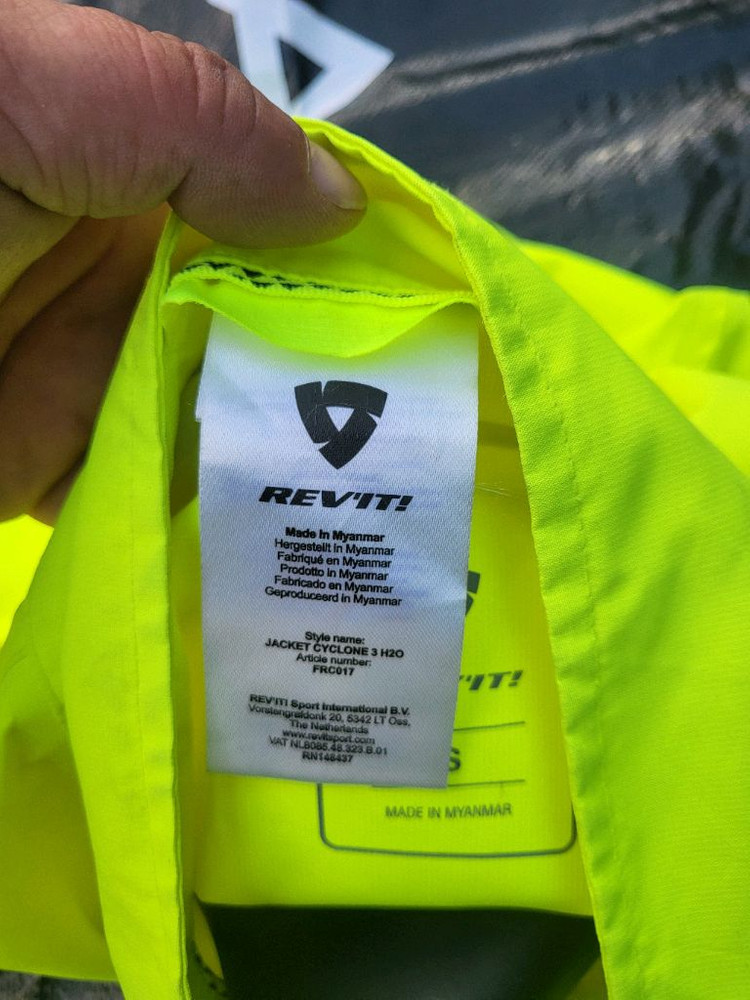 REV'IT!
Made in Myanmar
Hergestellt in Myanmar
Fabriqué en Myanmar
Prodotto in Myanmar
Fabricado en Myanmar
Geproduceerd in Myanmar
Style name:
JACKET CYCLONE 3 H2O
Article number:
FRC017
REV'IT! Sport International B.V.
Vorstengrafdonk 20, 5342 LT Oss,
The Netherlands
www.revitsport.com
VAT NL8085.48.323.B.01
RN148437
'IT!
S
MADE IN MYANMAR